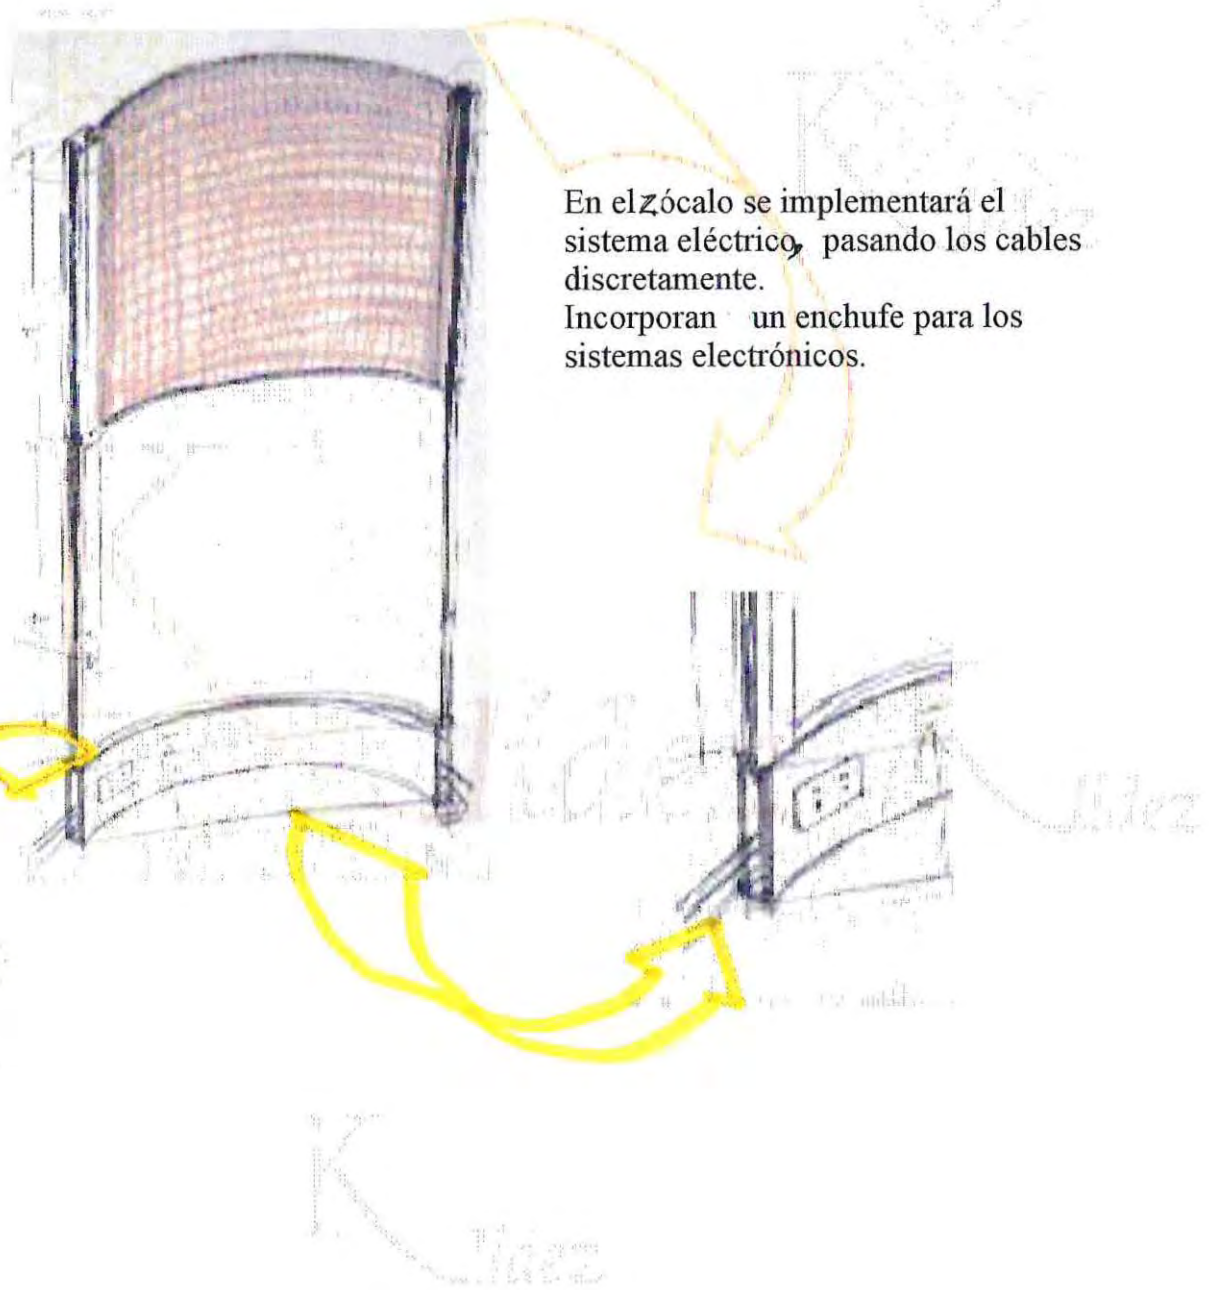 En el zócalo se implementará el
sistema eléctrico, pasando los cables
discretamente.
Incorporan un enchufe para los
sistemas electrónicos.